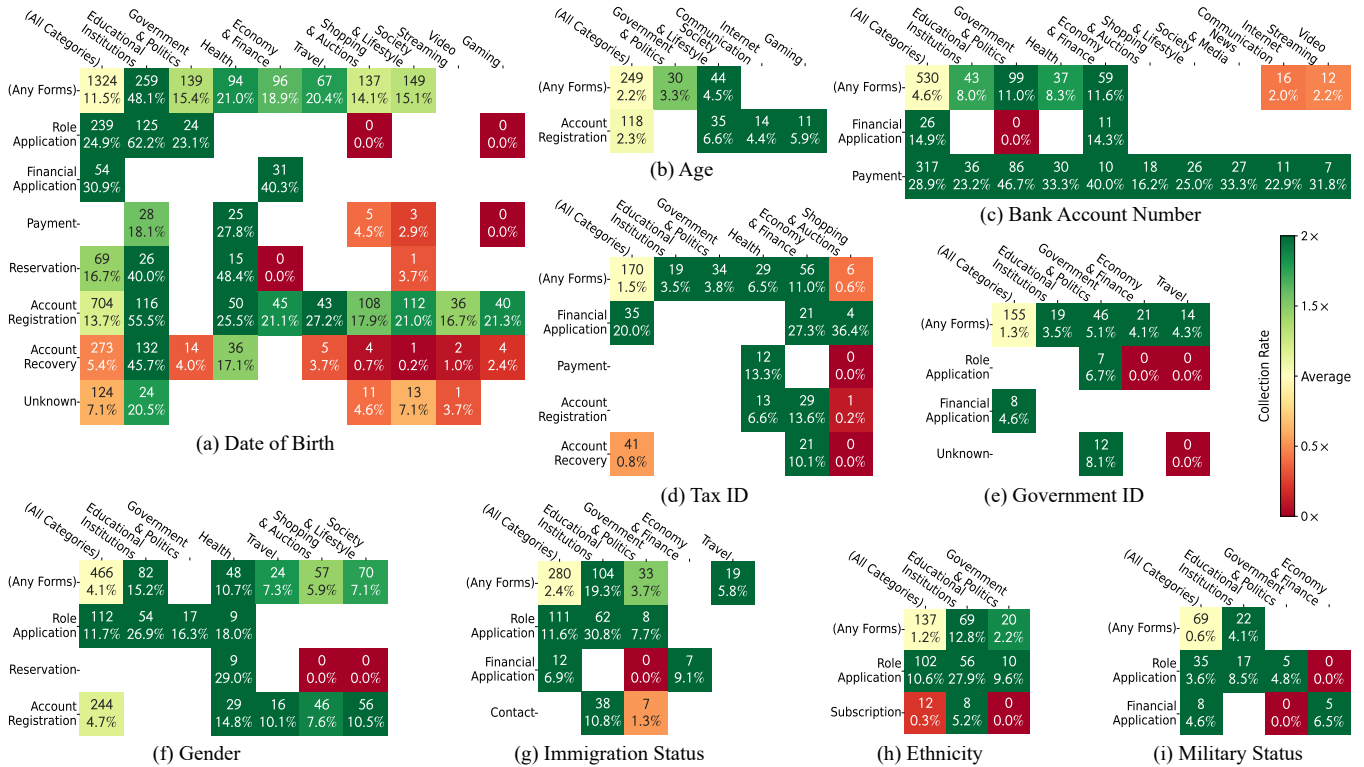 (All Categories)
Educational
Institutions
Government
& Politics
Health
Economy
& Finance
Travel
Shopping
& Auctions
Society
& Lifestyle
Streaming
Video
Gaming
(Any Forms)
1324 259 139 94 96 67 137 149
11.5% 48.1% 15.4% 21.0% 18.9% 20.4% 14.1% 15.1%
Role
Application
239 125 24 0 0
24.9% 62.2% 23.1% 0.0% 0.0%
Financial
Application
54 31
30.9% 40.3%
Payment
28 25 5 3 0
18.1% 27.8% 4.5% 2.9% 0.0%
Reservation
69 26 15 0 1
16.7% 40.0% 48.4% 0.0% 3.7%
Account
Registration
704 116 50 45 43 108 112 36 40
13.7% 55.5% 25.5% 21.1% 27.2% 17.9% 21.0% 16.7% 21.3%
Account
Recovery
273 132 14 36 5 4 1 2 4
5.4% 45.7% 4.0% 17.1% 3.7% 0.7% 0.2% 1.0% 2.4%
Unknown
124 24 11 13 1
7.1% 20.5% 4.6% 7.1% 3.7%
(a) Date of Birth
(All Categories)
Government
& Politics
Society
& Lifestyle
Internet
Communication
Gaming
(Any Forms)
249 30 44
2.2% 3.3% 4.5%
Account
Registration
118 35 14 11
2.3% 6.6% 4.4% 5.9%
(b) Age
(All Categories)
Educational
Institutions
Government
& Politics
Health
Economy
& Finance
Shopping
& Auctions
Society
& Lifestyle
News
& Media
Internet
Communication
Streaming
Video
(Any Forms)
530 43 99 37 59 16 12
4.6% 8.0% 11.0% 8.3% 11.6% 2.0% 2.2%
Financial
Application
26 0 11
14.9% 0.0% 14.3%
Payment
317 36 86 30 10 18 26 27 11 7
28.9% 23.2% 46.7% 33.3% 40.0% 16.2% 25.0% 33.3% 22.9% 31.8%
(c) Bank Account Number
(All Categories)
Educational
Institutions
Government
& Politics
Health
Economy
& Finance
Shopping
& Auctions
(Any Forms)
170 19 34 29 56 6
1.5% 3.5% 3.8% 6.5% 11.0% 0.6%
Financial
Application
35 21 4
20.0% 27.3% 36.4%
Payment
12 0
13.3% 0.0%
Account
Registration
13 29 1
6.6% 13.6% 0.2%
Account
Recovery
41 21 0
0.8% 10.1% 0.0%
(d) Tax ID
(All Categories)
Educational
Institutions
Government
& Politics
Economy
& Finance
Travel
(Any Forms)
155 19 46 21 14
1.3% 3.5% 5.1% 4.1% 4.3%
Role
Application
7 0 0
6.7% 0.0% 0.0%
Financial
Application
8
4.6%
Unknown
12 0
8.1% 0.0%
(e) Government ID
2×
1.5×
Average
0.5×
0×
Collection Rate
(All Categories)
Educational
Institutions
Government
& Politics
Health
Travel
Shopping
& Auctions
Society
& Lifestyle
(Any Forms)
466 82 48 24 57 70
4.1% 15.2% 10.7% 7.3% 5.9% 7.1%
Role
Application
112 54 17 9
11.7% 26.9% 16.3% 18.0%
Reservation
9 0 0
29.0% 0.0% 0.0%
Account
Registration
244 29 16 46 56
4.7% 14.8% 10.1% 7.6% 10.5%
(f) Gender
(All Categories)
Educational
Institutions
Government
& Politics
Economy
& Finance
Travel
(Any Forms)
280 104 33 19
2.4% 19.3% 3.7% 5.8%
Role
Application
111 62 8
11.6% 30.8% 7.7%
Financial
Application
12 0 7
6.9% 0.0% 9.1%
Contact
38 7
10.8% 1.3%
(g) Immigration Status
(All Categories)
Educational
Institutions
Government
& Politics
(Any Forms)
137 69 20
1.2% 12.8% 2.2%
Role
Application
102 56 10
10.6% 27.9% 9.6%
Subscription
12 8 0
0.3% 5.2% 0.0%
(h) Ethnicity
(All Categories)
Educational
Institutions
Government
& Politics
Economy
& Finance
(Any Forms)
69 22
0.6% 4.1%
Role
Application
35 17 5 0
3.6% 8.5% 4.8% 0.0%
Financial
Application
8 0 5
4.6% 0.0% 6.5%
(i) Military Status